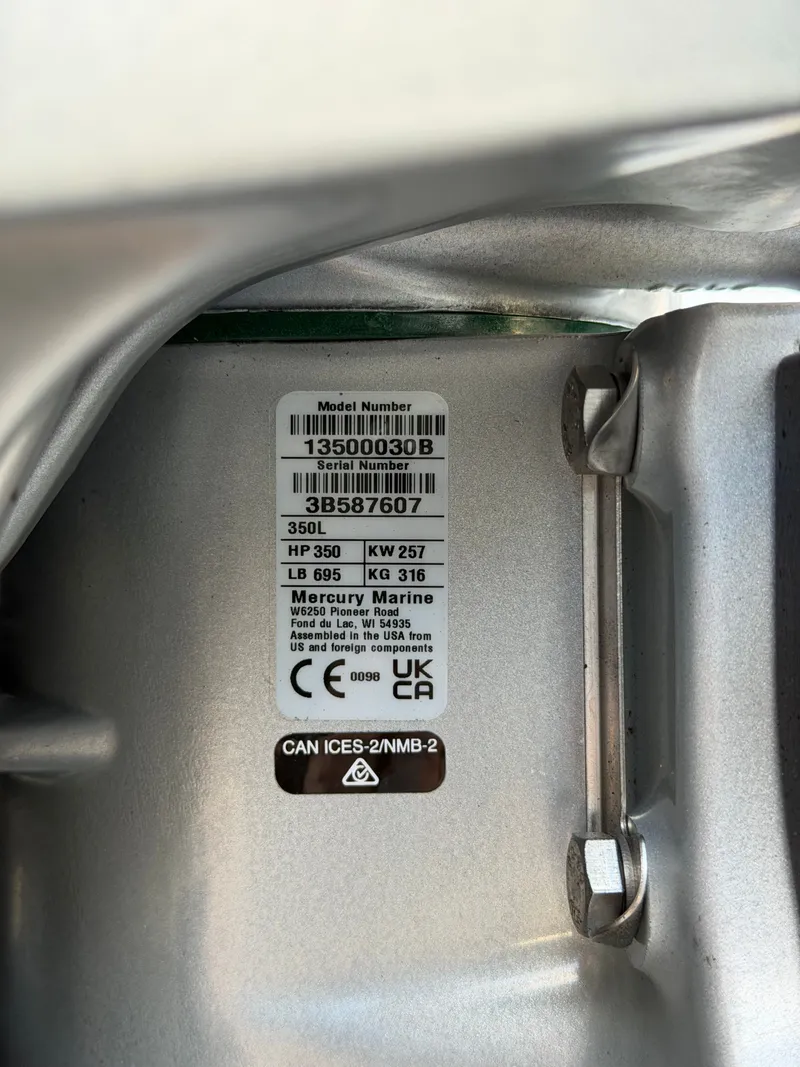 Model Number
13500030B
Serial Number
3B587607
350L
HP 350 KW 257
LB 695 KG 316
Mercury Marine
W6250 Pioneer Road
Fond du Lac, WI 54935
Assembled in the USA from
US and foreign components
CE 0098 UK
CA
CAN ICES-2/NMB-2